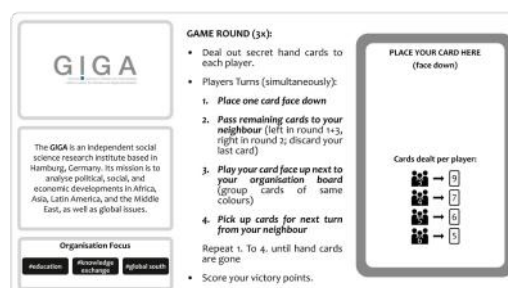 GIGA
The GIGA is an independent social
science research institute based in
Hamburg, Germany. Its mission is to
analyse political, social, and
economic developments in Africa,
Asia, Latin America, and the Middle
East, as well as global issues.
Organisation Focus
#education
#knowledge
exchange
#global south
GAME ROUND (3x):
• Deal out secret hand cards to
each player.
• Players Turns (simultaneously):
1. Place one card face down
2. Pass remaining cards to your
neighbour (left in round 1+3,
right in round 2; discard your
last card)
3. Play your card face up next to
your organisation board
(group cards of same
colours)
4. Pick up cards for next turn
from your neighbour
Repeat 1. To 4. until hand cards
are gone
• Score your victory points.
PLACE YOUR CARD HERE
(face down)
Cards dealt per player:
→ 9
→ 7
→ 6
→ 5